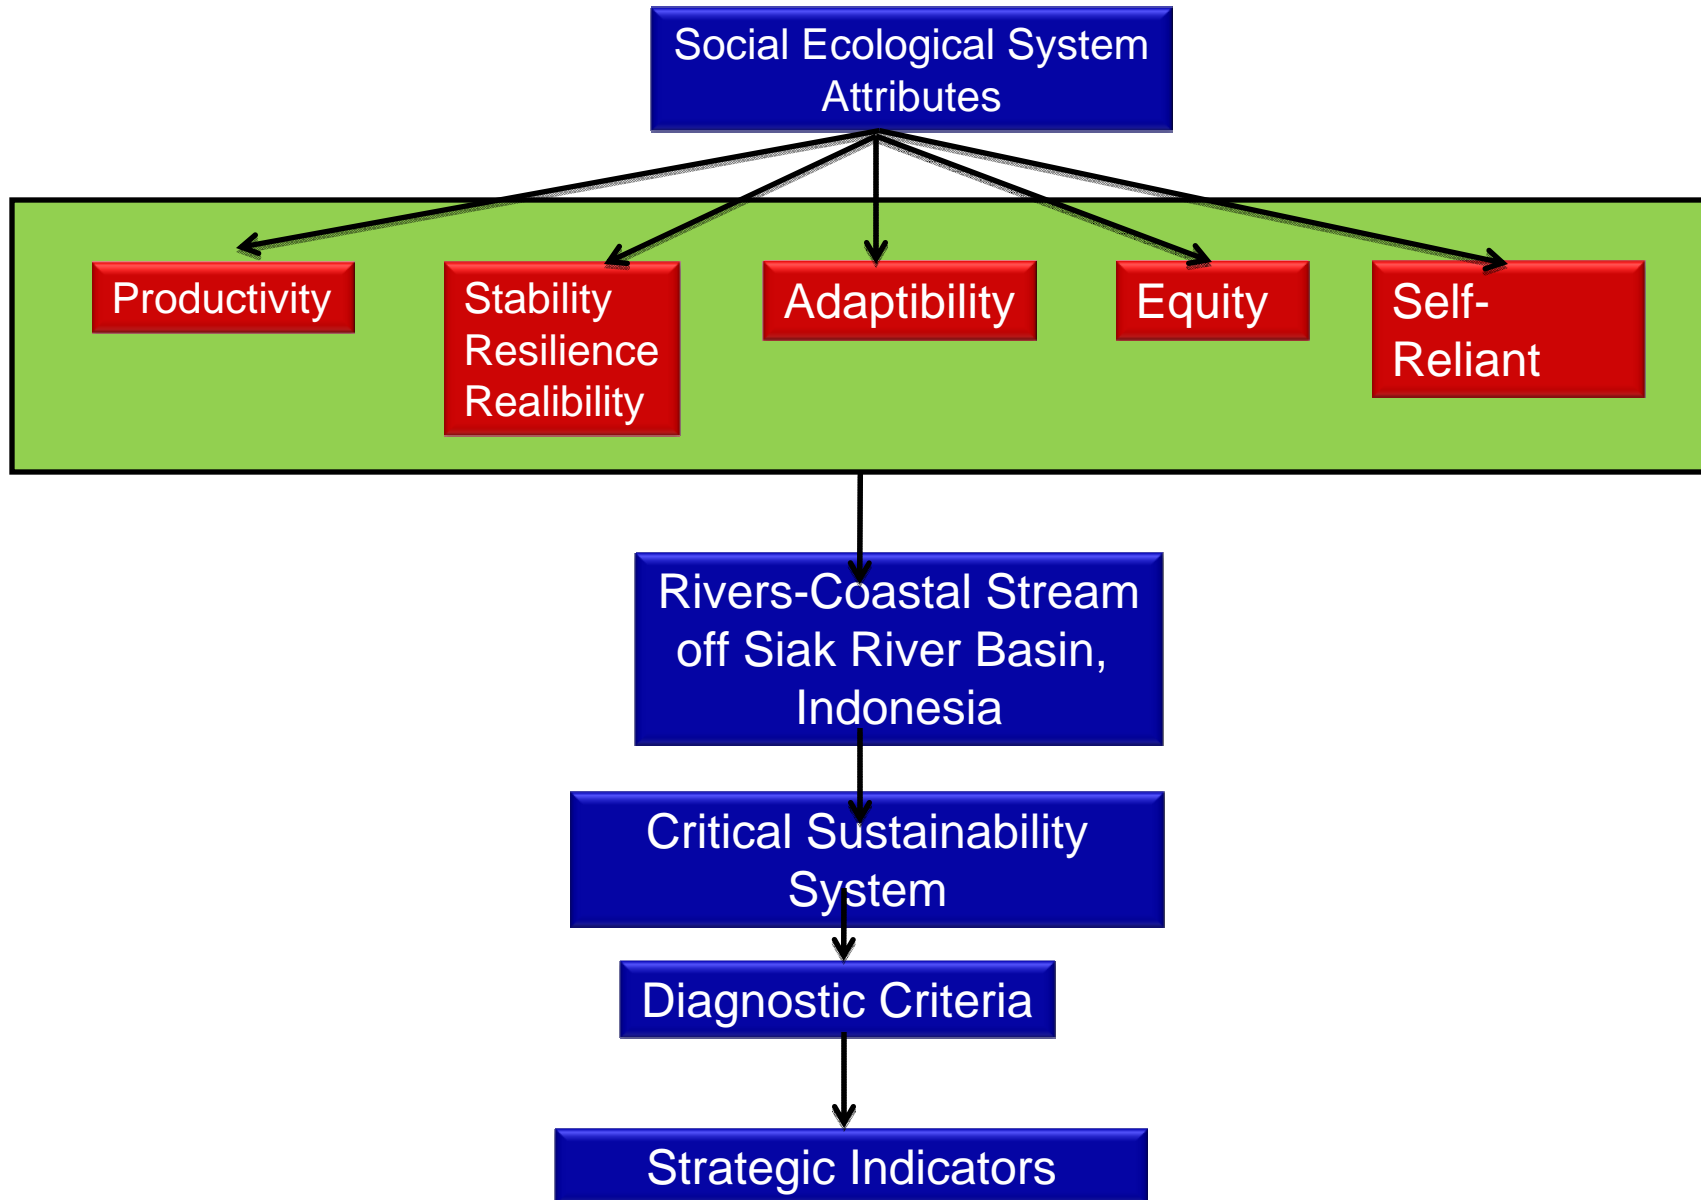 Social Ecological System
Attributes
Productivity
Stability
Resilience
Realibility
Adaptibility
Equity
Self-
Reliant
Rivers-Coastal Stream
off Siak River Basin,
Indonesia
Critical Sustainability
System
Diagnostic Criteria
Strategic Indicators